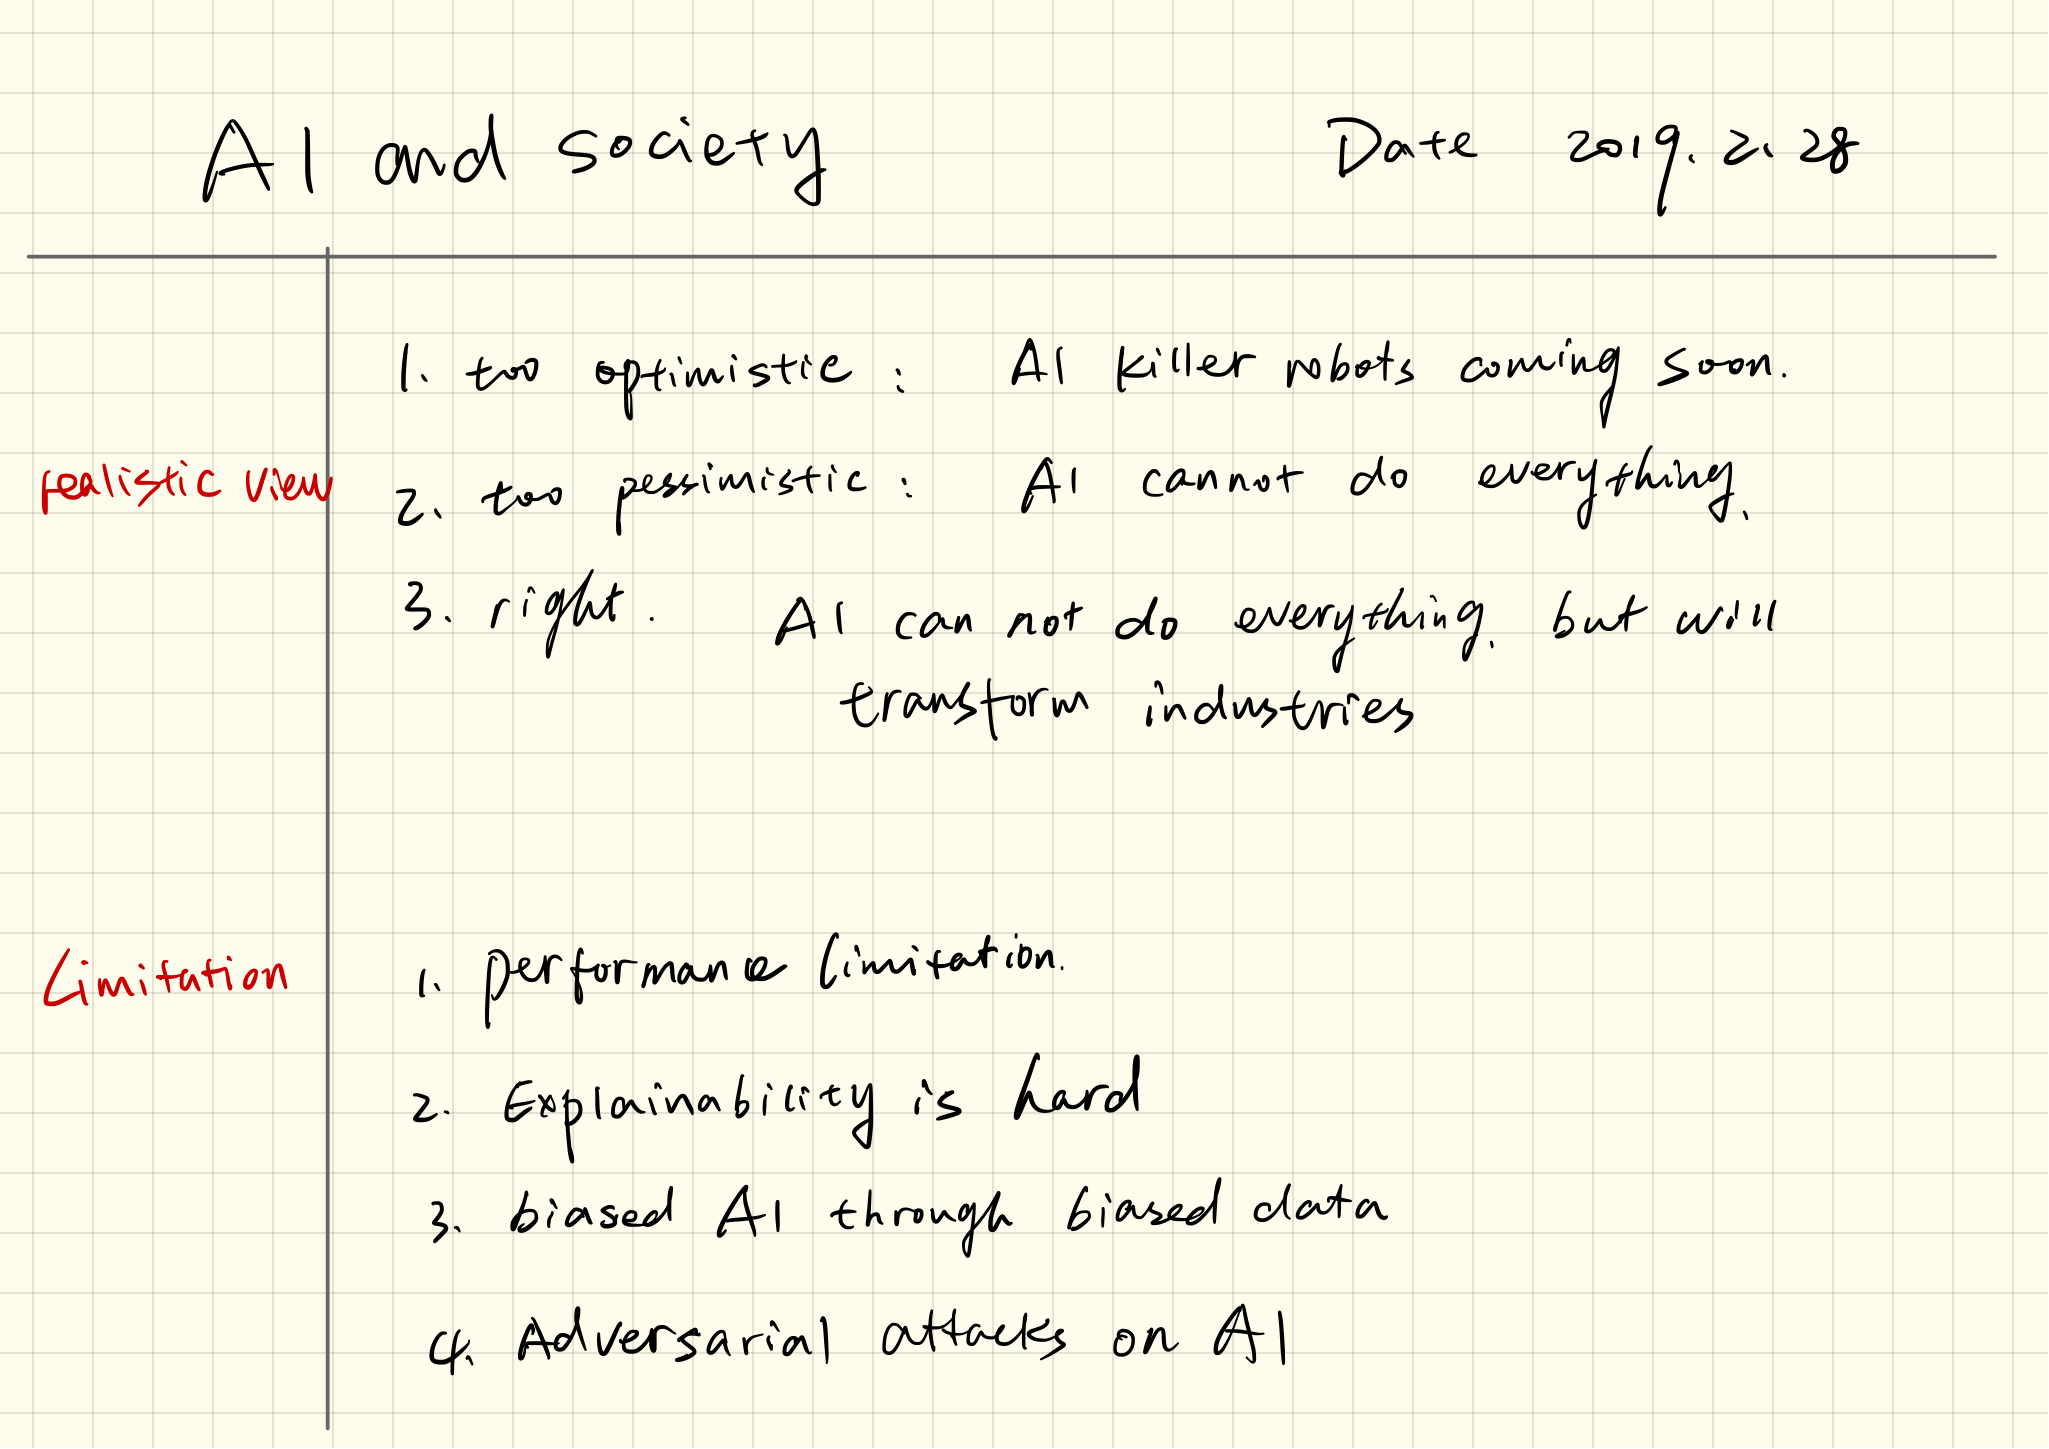 AI and society Date 2019.2.28
1. too optimistic : AI killer robots coming soon.
realistic view 2. too pessimistic : AI cannot do everything.
3. right. AI can not do everything. but will
transform industries
Limitation 1. performance limitation.
2. Explainability is hard
3. biased AI through biased data
4. Adversarial attacks on AI